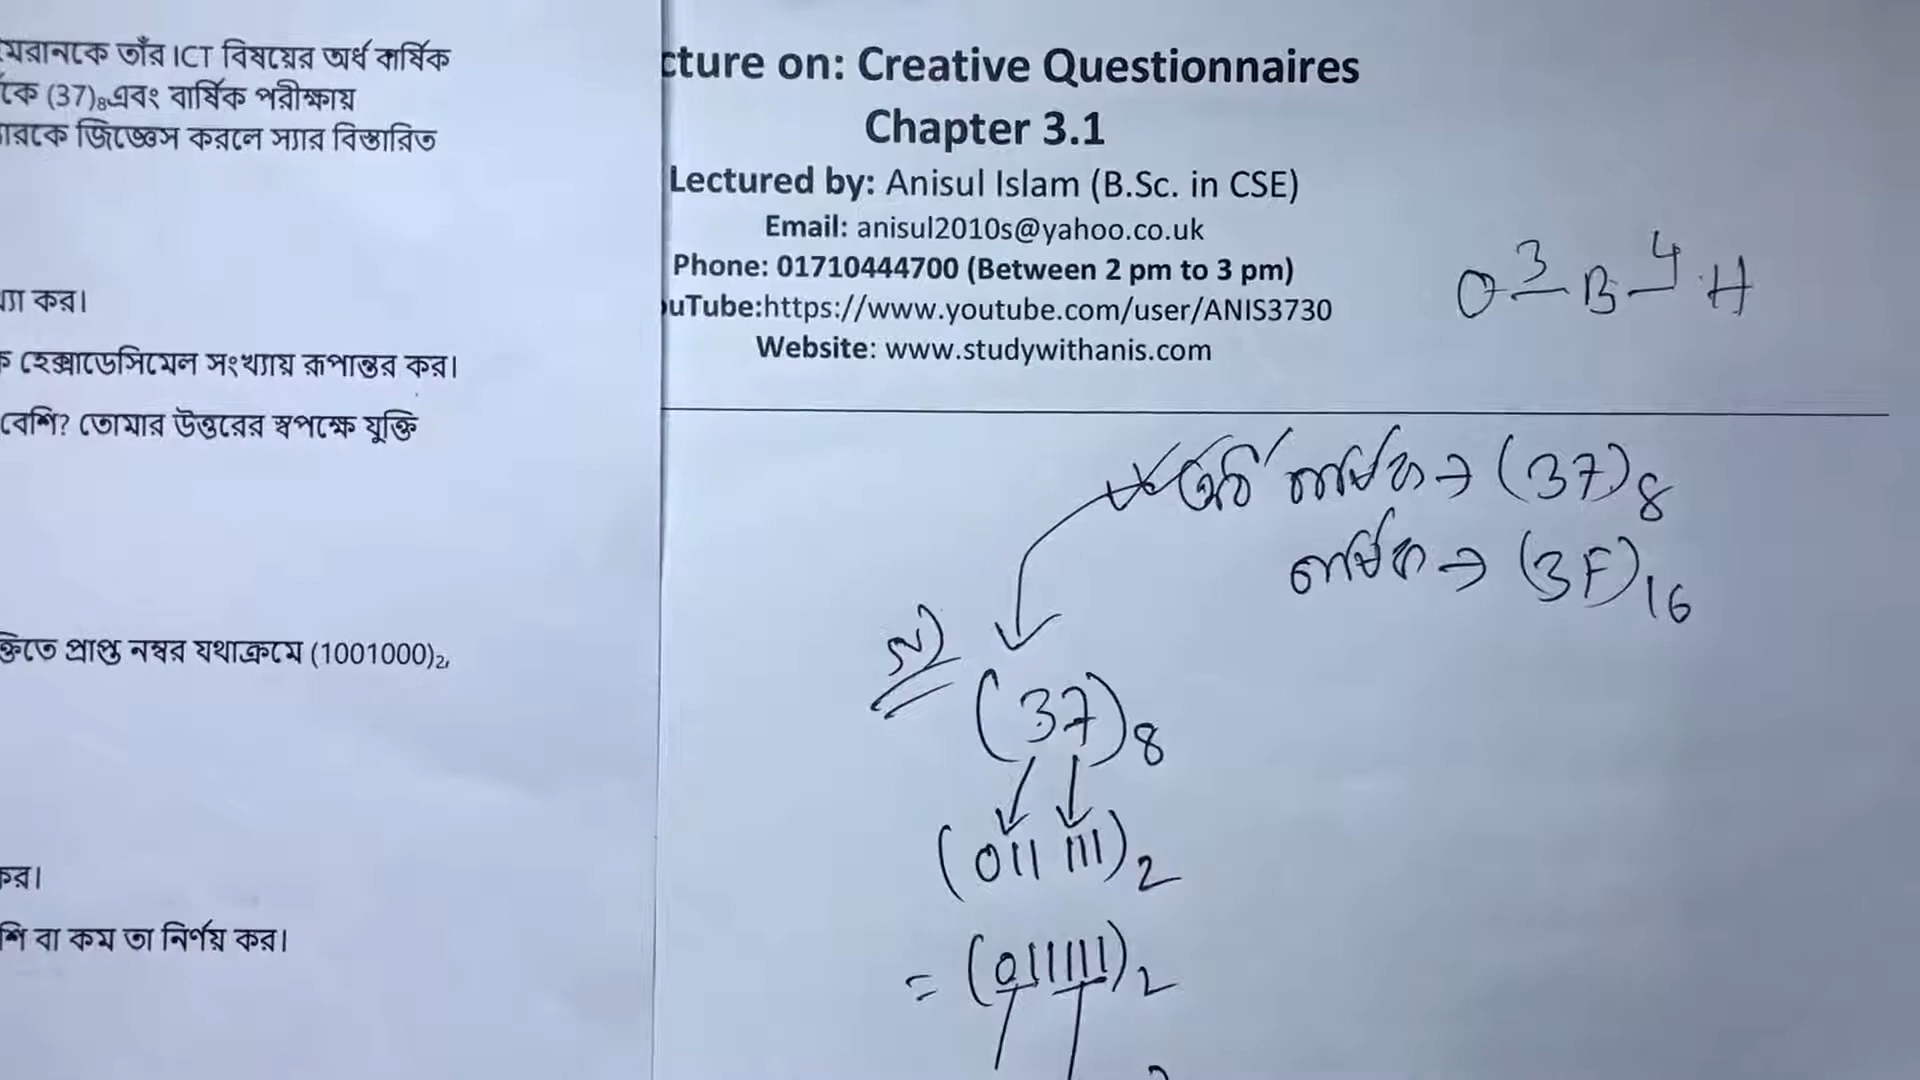 মেরানকে তাঁর ICT বিষয়ের অর্ধ বার্ষিক
কে (37)₈এবং বার্ষিক পরীক্ষায়
ারকে জিজ্ঞেস করলে স্যার বিস্তারিত
্যা কর।
ক হেক্সাডেসিমেল সংখ্যায় রূপান্তর কর।
বেশি? তোমার উত্তরের স্বপক্ষে যুক্তি
ক্তিতে প্রাপ্ত নম্বর যথাক্রমে (1001000)₂,
কর।
শি বা কম তা নির্ণয় কর।
cture on: Creative Questionnaires
Chapter 3.1
Lectured by: Anisul Islam (B.Sc. in CSE)
Email: anisul2010s@yahoo.co.uk
Phone: 01710444700 (Between 2 pm to 3 pm)
ouTube:https://www.youtube.com/user/ANIS3730
Website: www.studywithanis.com
O 3 B 4 H
বার্ষিক → (37)₈
বার্ষিক → (3F)₁₆
(37)₈
(011 111)₂
= (011111)₂